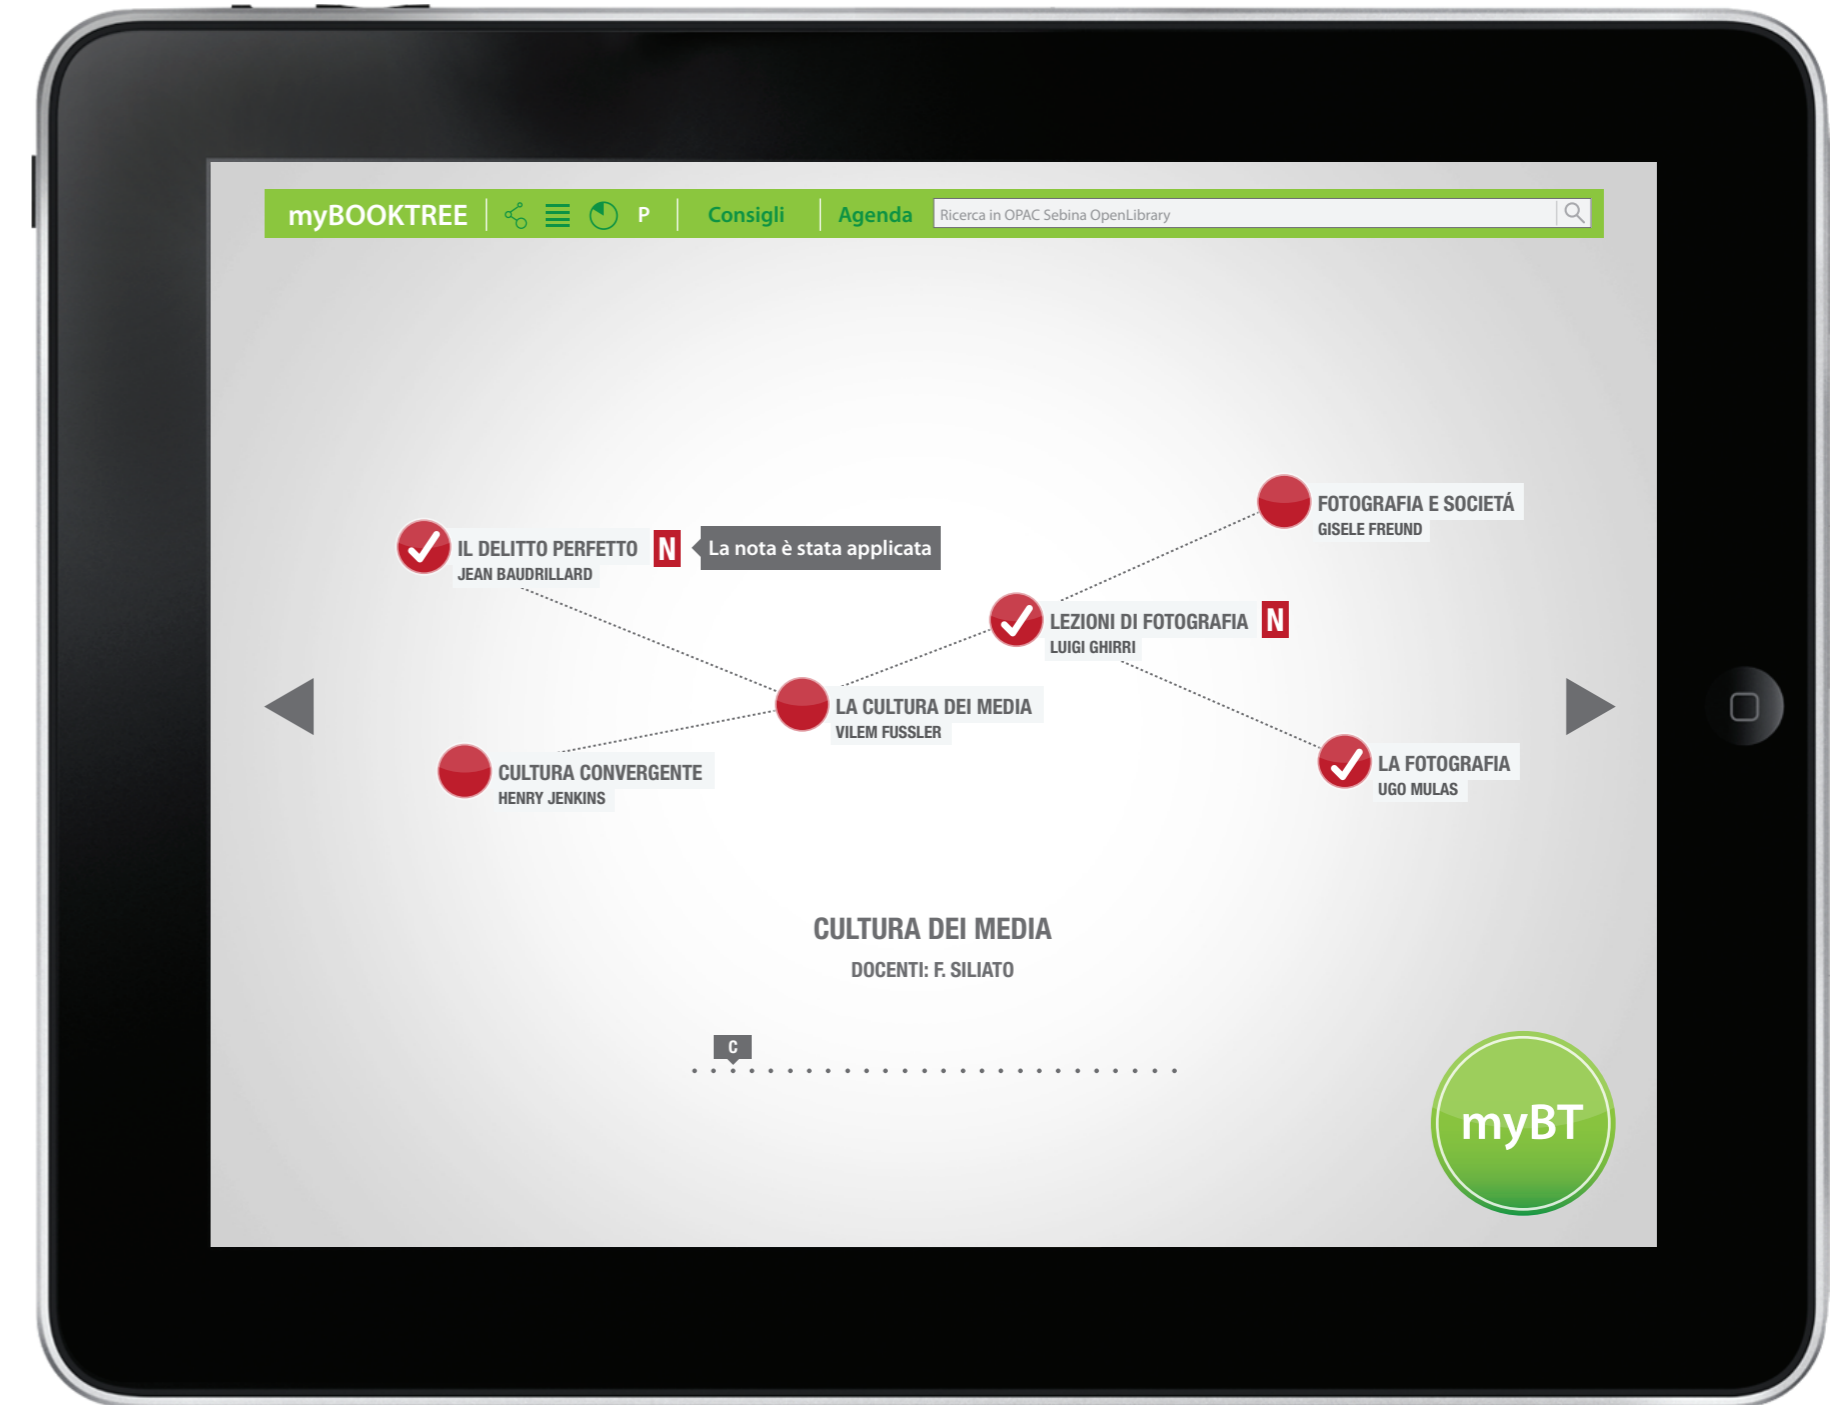 myBOOKTREE P Consigli Agenda Ricerca in OPAC Sebina OpenLibrary
FOTOGRAFIA E SOCIETÁ
GISELE FREUND
IL DELITTO PERFETTO N La nota è stata applicata
JEAN BAUDRILLARD
LEZIONI DI FOTOGRAFIA N
LUIGI GHIRRI
LA CULTURA DEI MEDIA
VILEM FUSSLER
CULTURA CONVERGENTE
HENRY JENKINS
LA FOTOGRAFIA
UGO MULAS
CULTURA DEI MEDIA
DOCENTI: F. SILIATO
C
myBT